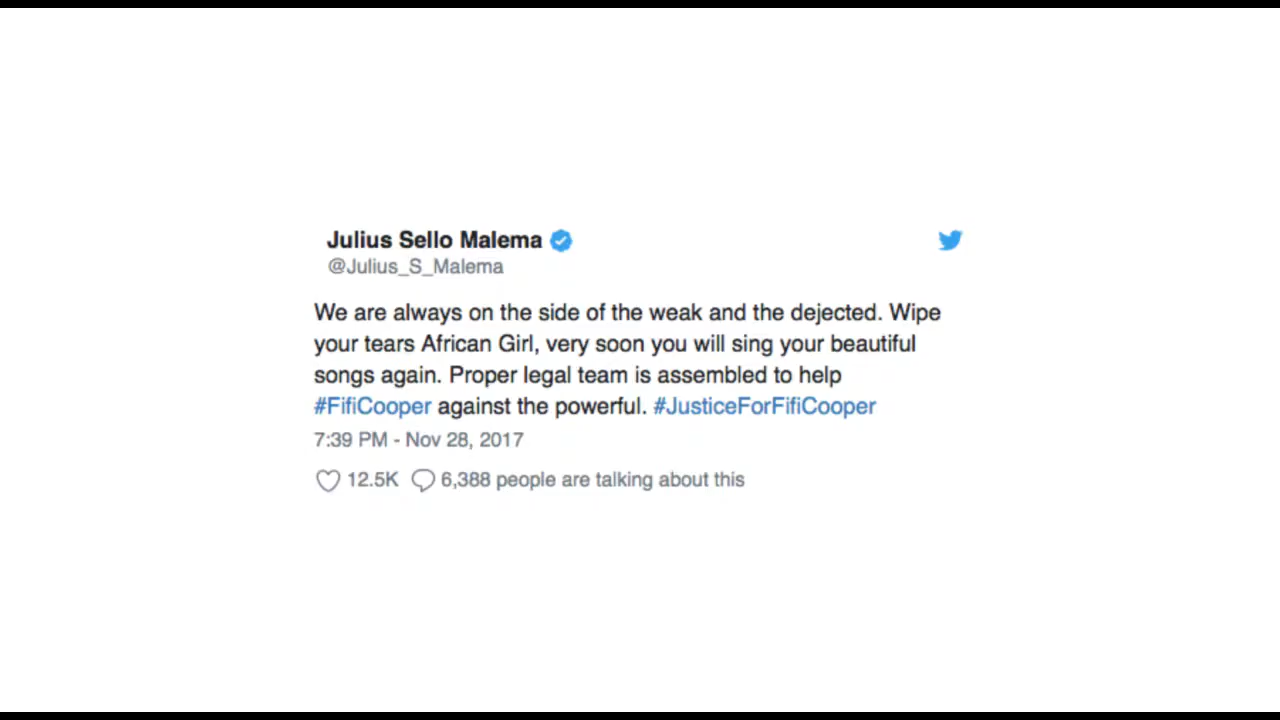 Julius Sello Malema
@Julius_S_Malema
We are always on the side of the weak and the dejected. Wipe
your tears African Girl, very soon you will sing your beautiful
songs again. Proper legal team is assembled to help
#FifiCooper against the powerful. #JusticeForFifiCooper
7:39 PM - Nov 28, 2017
12.5K 6,388 people are talking about this